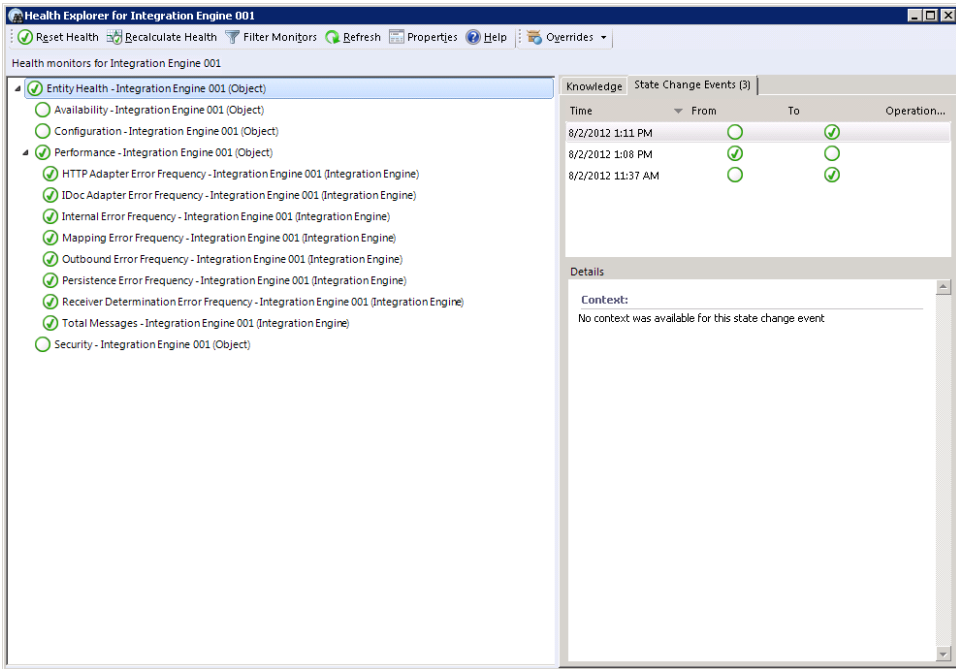 Health Explorer for Integration Engine 001
Reset Health Recalculate Health Filter Monitors Refresh Properties Help Overrides
Health monitors for Integration Engine 001
Entity Health - Integration Engine 001 (Object)
Availability - Integration Engine 001 (Object)
Configuration - Integration Engine 001 (Object)
Performance - Integration Engine 001 (Object)
HTTP Adapter Error Frequency - Integration Engine 001 (Integration Engine)
IDoc Adapter Error Frequency - Integration Engine 001 (Integration Engine)
Internal Error Frequency - Integration Engine 001 (Integration Engine)
Mapping Error Frequency - Integration Engine 001 (Integration Engine)
Outbound Error Frequency - Integration Engine 001 (Integration Engine)
Persistence Error Frequency - Integration Engine 001 (Integration Engine)
Receiver Determination Error Frequency - Integration Engine 001 (Integration Engine)
Total Messages - Integration Engine 001 (Integration Engine)
Security - Integration Engine 001 (Object)
Knowledge State Change Events (3)
Time From To Operation...
8/2/2012 1:11 PM
8/2/2012 1:08 PM
8/2/2012 11:37 AM
Details
Context:
No context was available for this state change event